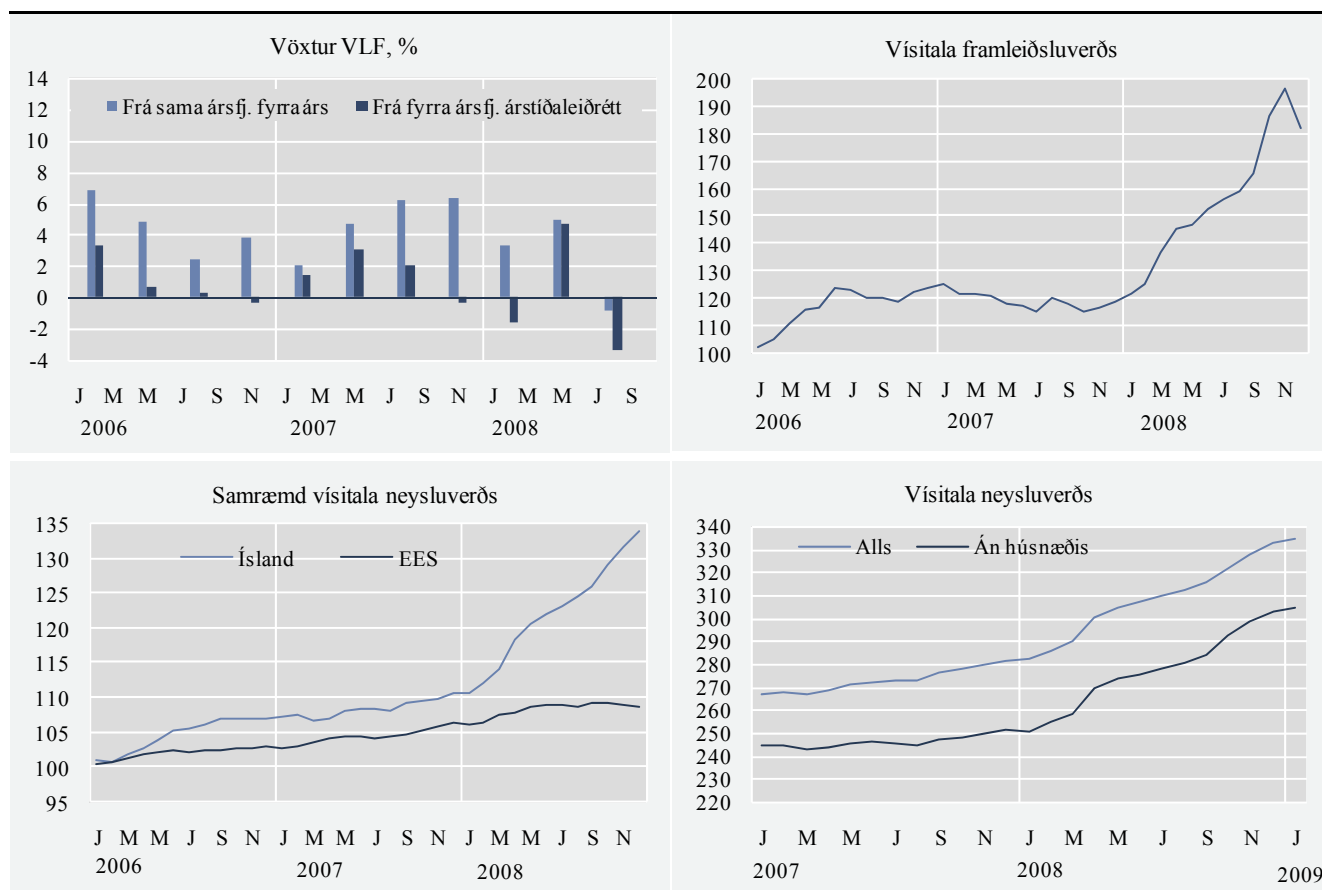 Vöxtur VLF, %
14
12
10
8
6
4
2
0
-2
-4
Frá sama ársfj. fyrra árs
Frá fyrra ársfj. árstíðaleiðrétt
J M M J S N J M M J S N J M M J S
2006 2007 2008
Vísitala framleiðsluverðs
200
190
180
170
160
150
140
130
120
110
100
J M M J S N J M M J S N J M M J S N
2006 2007 2008
Samræmd vísitala neysluverðs
135
130
125
120
115
110
105
100
95
Ísland
EES
J M M J S N J M M J S N J M M J S N
2006 2007 2008
Vísitala neysluverðs
340
330
320
310
300
290
280
270
260
250
240
230
220
Alls
Án húsnæðis
J M M J S N J M M J S N J
2007 2008 2009